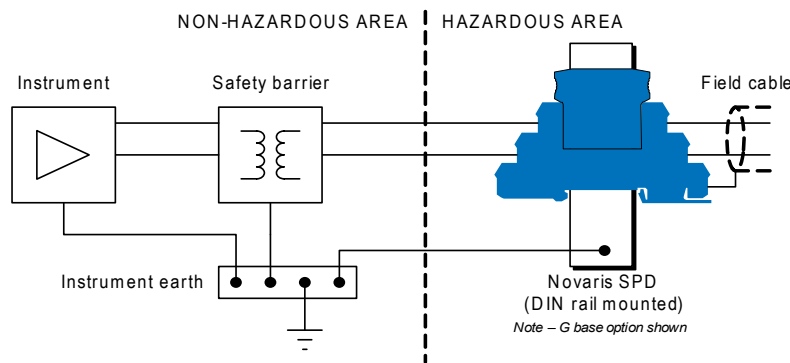 NON-HAZARDOUS AREA
HAZARDOUS AREA
Instrument
Safety barrier
Field cable
Instrument earth
Novaris SPD
(DIN rail mounted)
Note – G base option shown